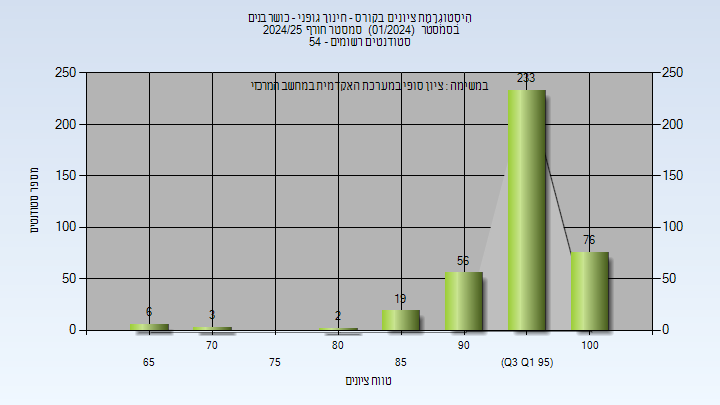 היסטוגרמת ציונים בקורס - חינוך גופני - כושר בנים
בסמסטר (01/2024) סמסטר חורף 2024/25
סטודנטים רשומים - 54
במשימה : ציון סופי במערכת האקדמית במחשב המרכזי
מספר סטודנטים
250 250
200 200
150 150
100 100
50 50
0 0
6 3 2 19 56 233 76
70 80 90 100
65 75 85 (Q3 Q1 95)
טווח ציונים